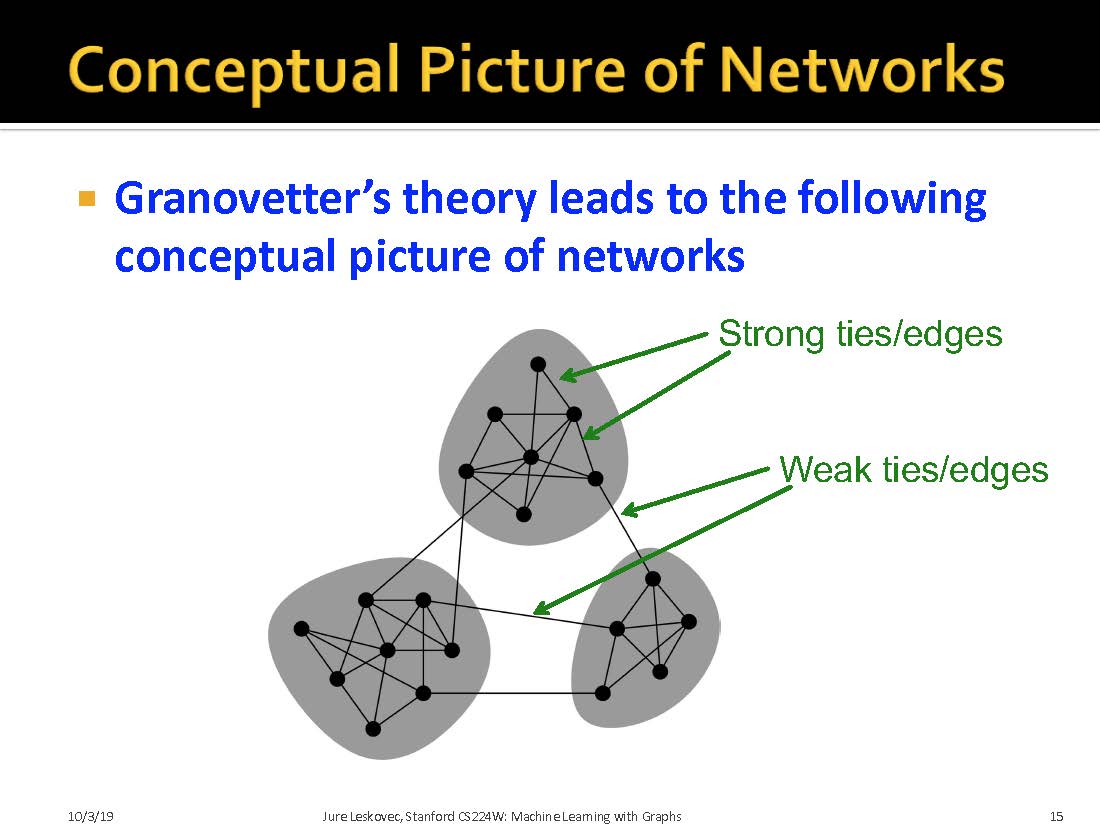 Conceptual Picture of Networks
Granovetter’s theory leads to the following
conceptual picture of networks
Strong ties/edges
Weak ties/edges
10/3/19
Jure Leskovec, Stanford CS224W: Machine Learning with Graphs
15